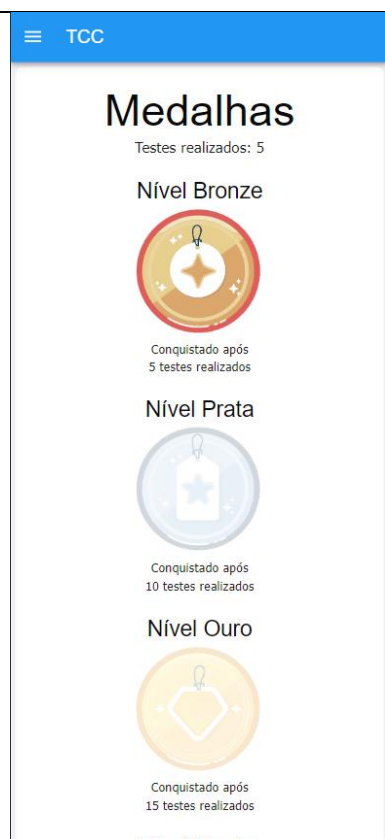 TCC
Medalhas
Testes realizados: 5
Nível Bronze
Conquistado após
5 testes realizados
Nível Prata
Conquistado após
10 testes realizados
Nível Ouro
Conquistado após
15 testes realizados